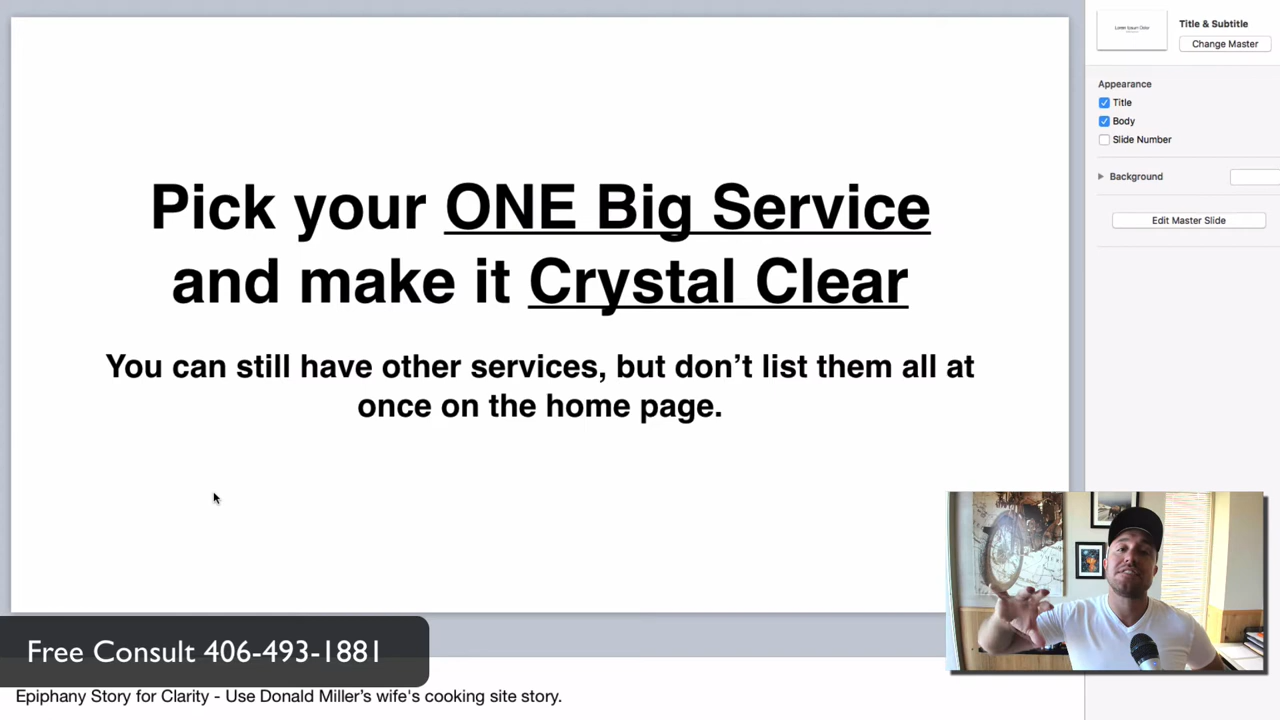 Pick your ONE Big Service
and make it Crystal Clear
You can still have other services, but don’t list them all at
once on the home page.
Title & Subtitle
Change Master
Appearance
Title
Body
Slide Number
Background
Edit Master Slide
Free Consult 406-493-1881
Epiphany Story for Clarity - Use Donald Miller’s wife's cooking site story.